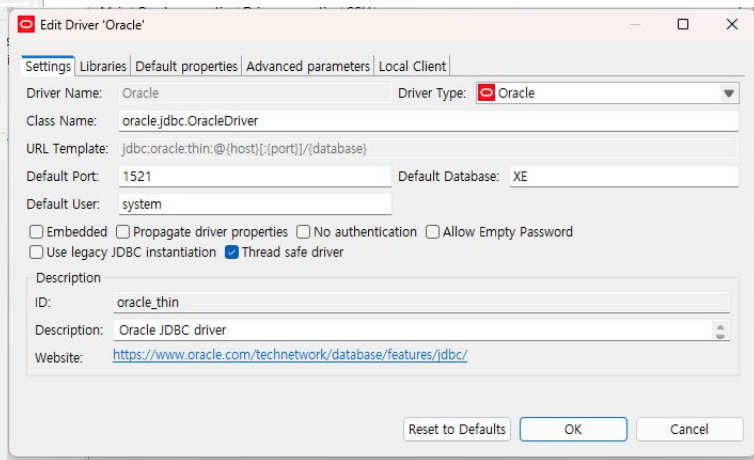 Edit Driver 'Oracle'
Settings Libraries Default properties Advanced parameters Local Client
Driver Name: Oracle Driver Type: Oracle
Class Name: oracle.jdbc.OracleDriver
URL Template: jdbc:oracle:thin:@{host}[:{port}]/{database}
Default Port: 1521 Default Database: XE
Default User: system
Embedded Propagate driver properties No authentication Allow Empty Password
Use legacy JDBC instantiation Thread safe driver
Description
ID: oracle_thin
Description: Oracle JDBC driver
Website: https://www.oracle.com/technetwork/database/features/jdbc/
Reset to Defaults OK Cancel